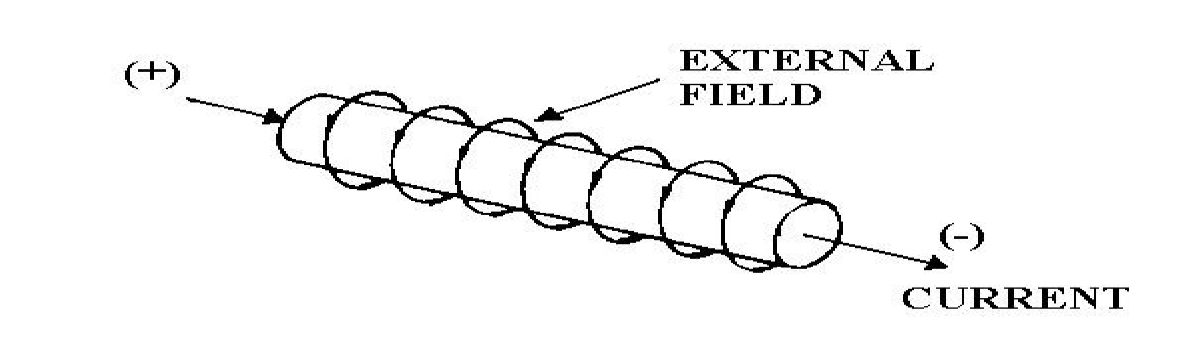 (+)
EXTERNAL
FIELD
(-)
CURRENT